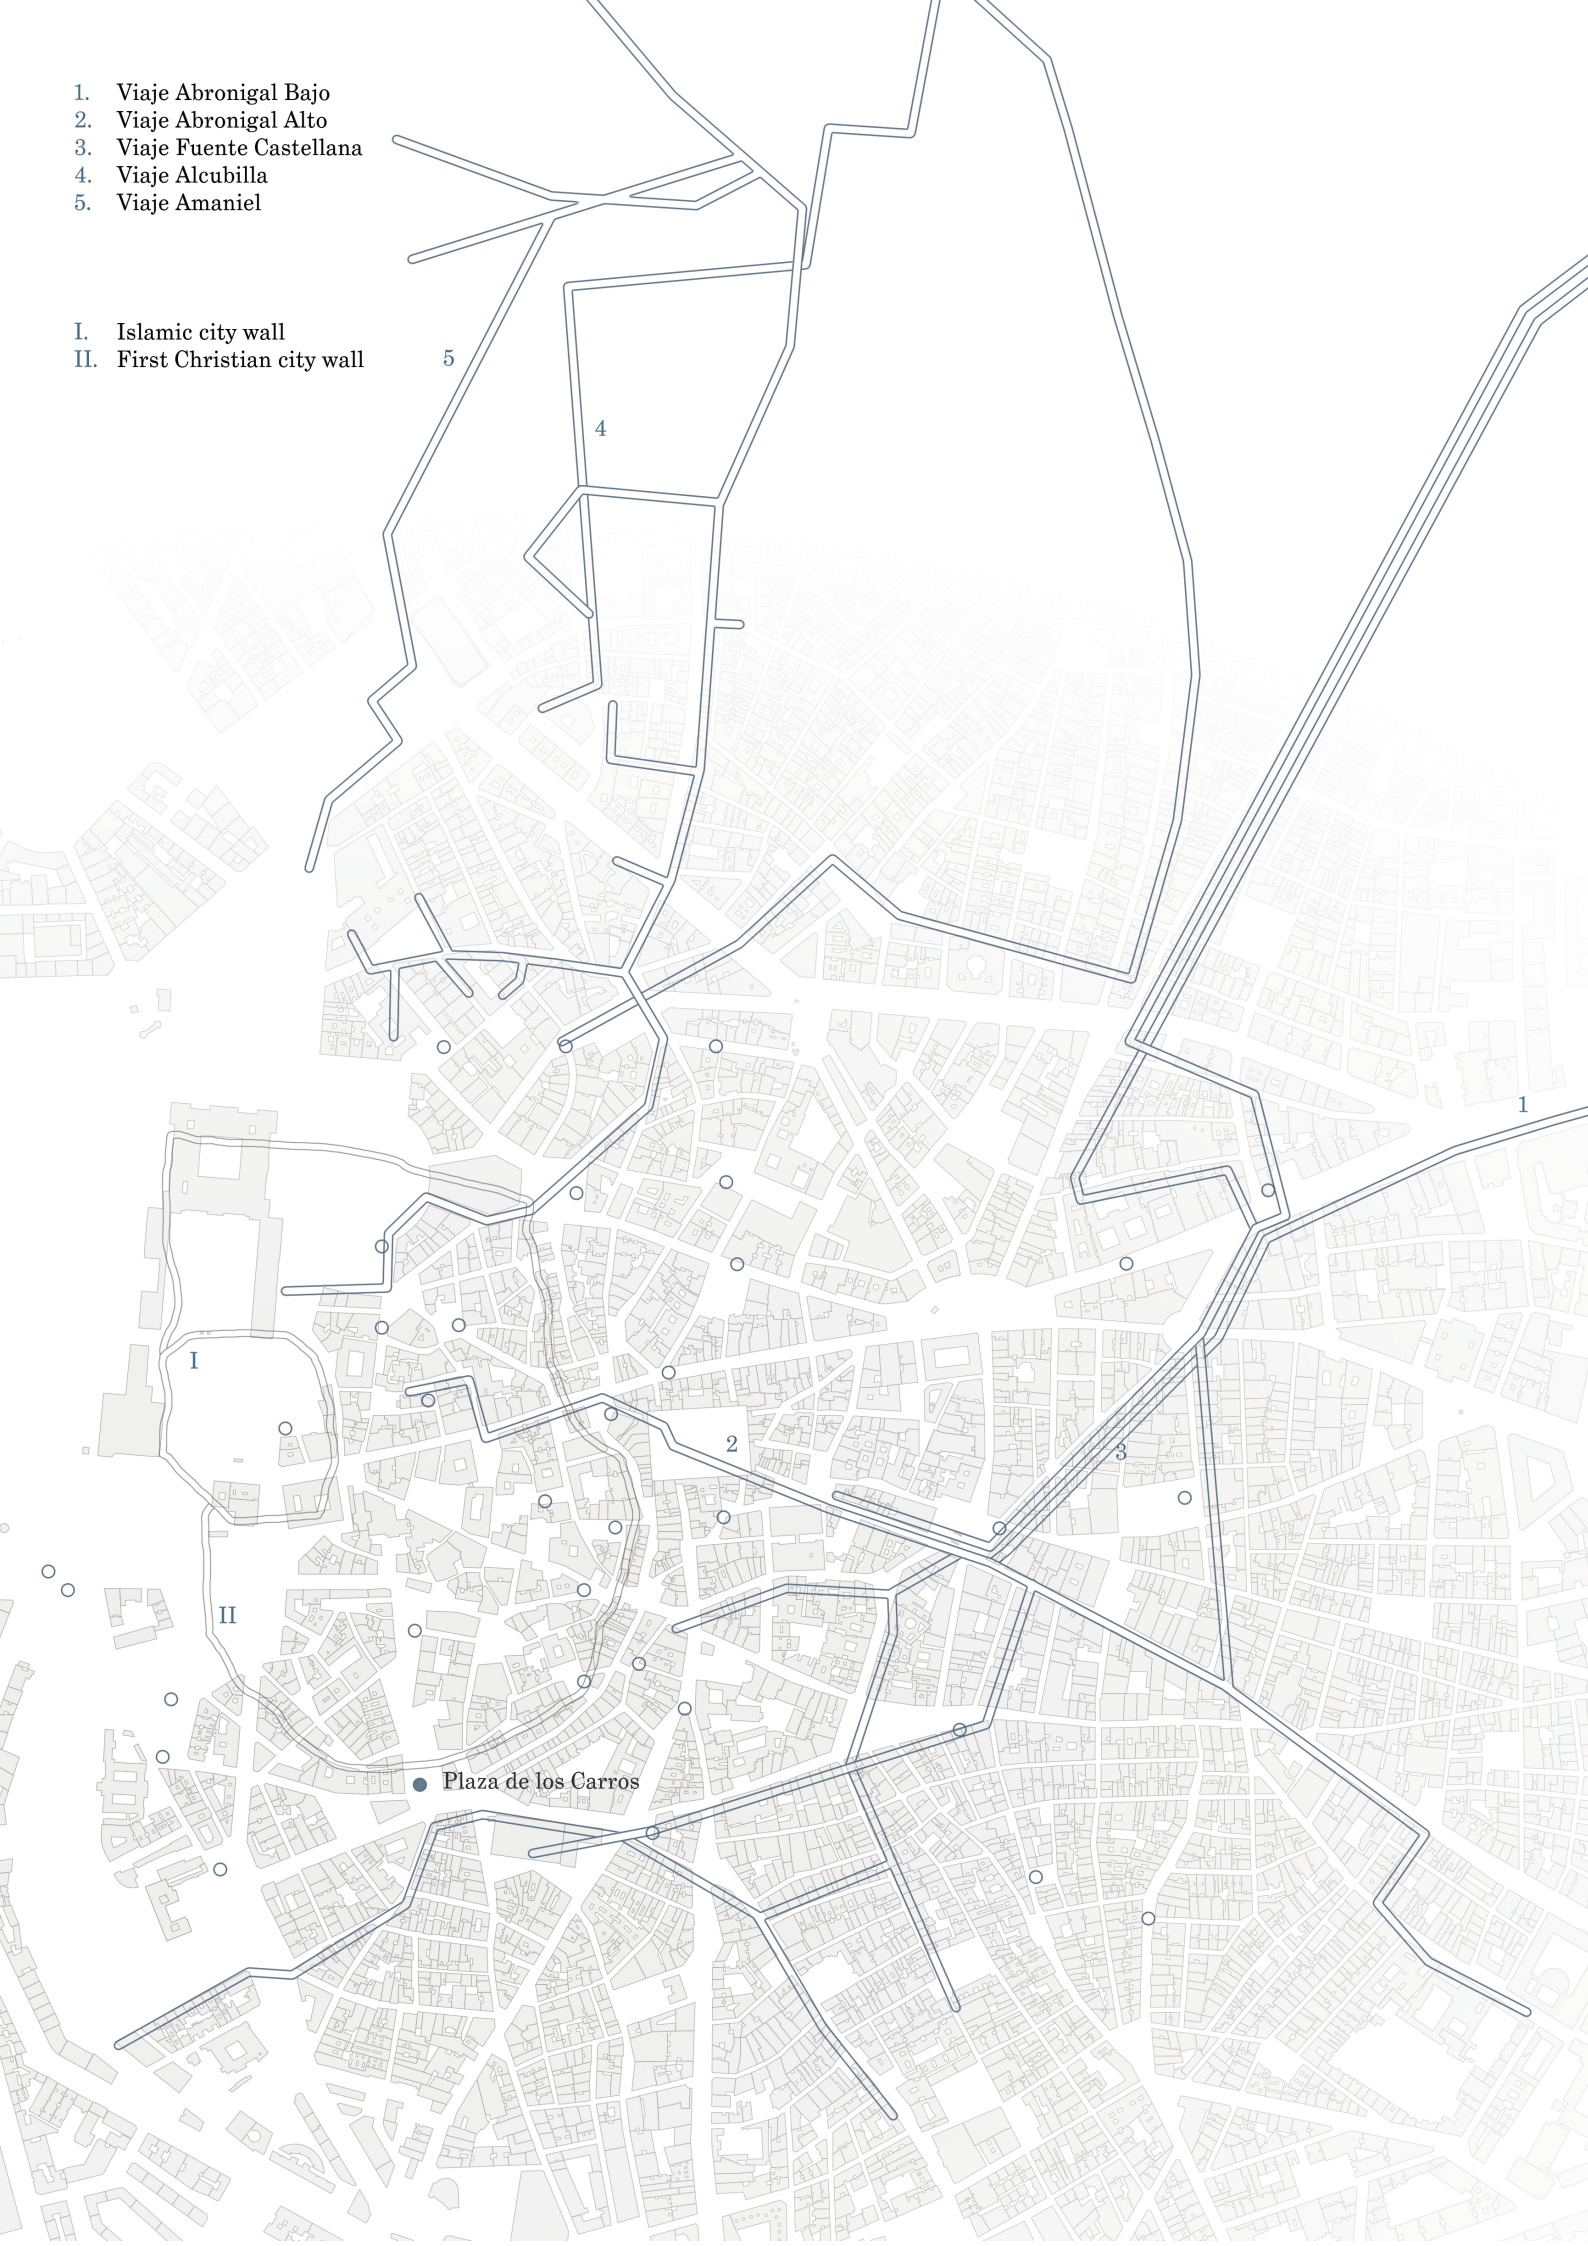 1. Viaje Abronigal Bajo
2. Viaje Abronigal Alto
3. Viaje Fuente Castellana
4. Viaje Alcubilla
5. Viaje Amaniel
I. Islamic city wall
II. First Christian city wall
5
4
1
I
2
3
II
Plaza de los Carros